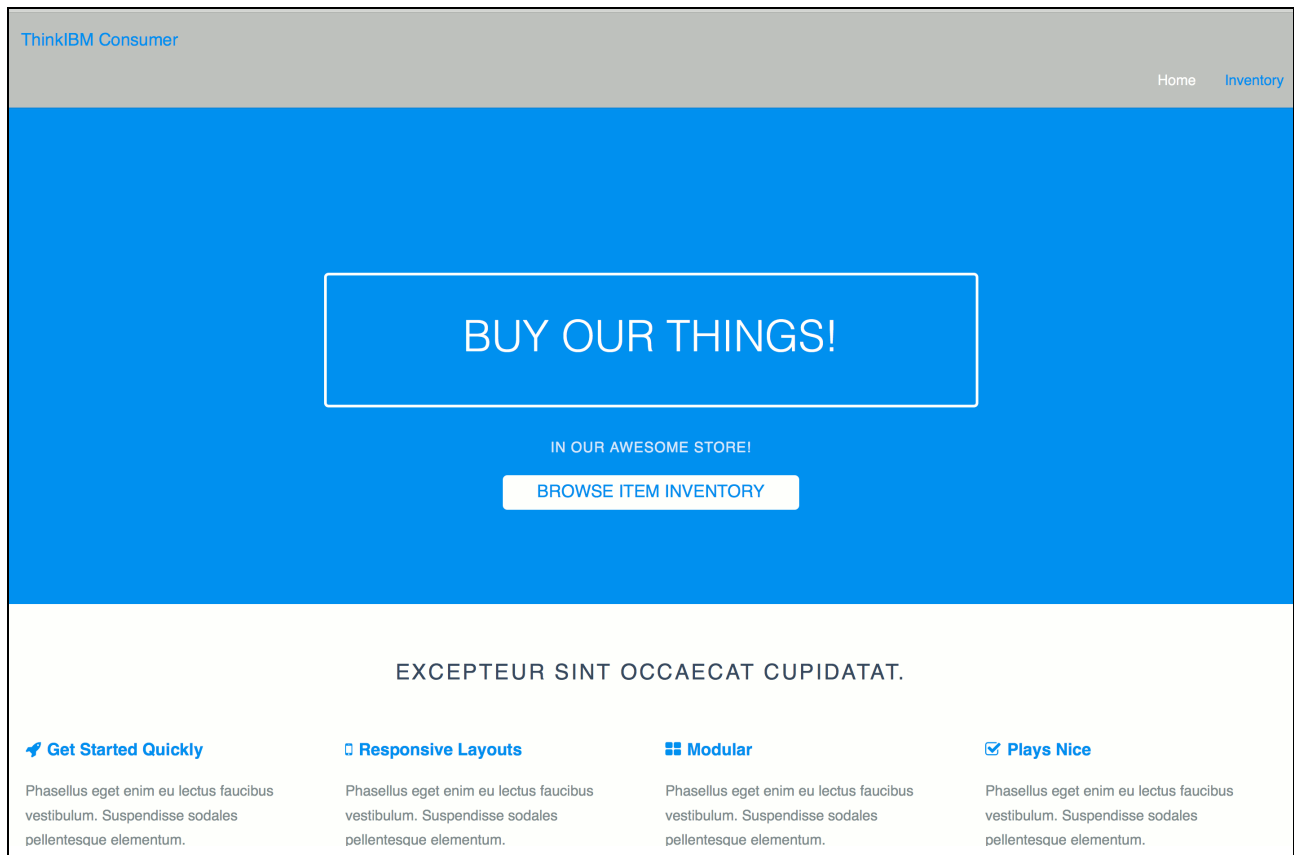 ThinkIBM Consumer
Home Inventory
BUY OUR THINGS!
IN OUR AWESOME STORE!
BROWSE ITEM INVENTORY
EXCEPTEUR SINT OCCAECAT CUPIDATAT.
Get Started Quickly
Phasellus eget enim eu lectus faucibus
vestibulum. Suspendisse sodales
pellentesque elementum.
Responsive Layouts
Phasellus eget enim eu lectus faucibus
vestibulum. Suspendisse sodales
pellentesque elementum.
Modular
Phasellus eget enim eu lectus faucibus
vestibulum. Suspendisse sodales
pellentesque elementum.
Plays Nice
Phasellus eget enim eu lectus faucibus
vestibulum. Suspendisse sodales
pellentesque elementum.